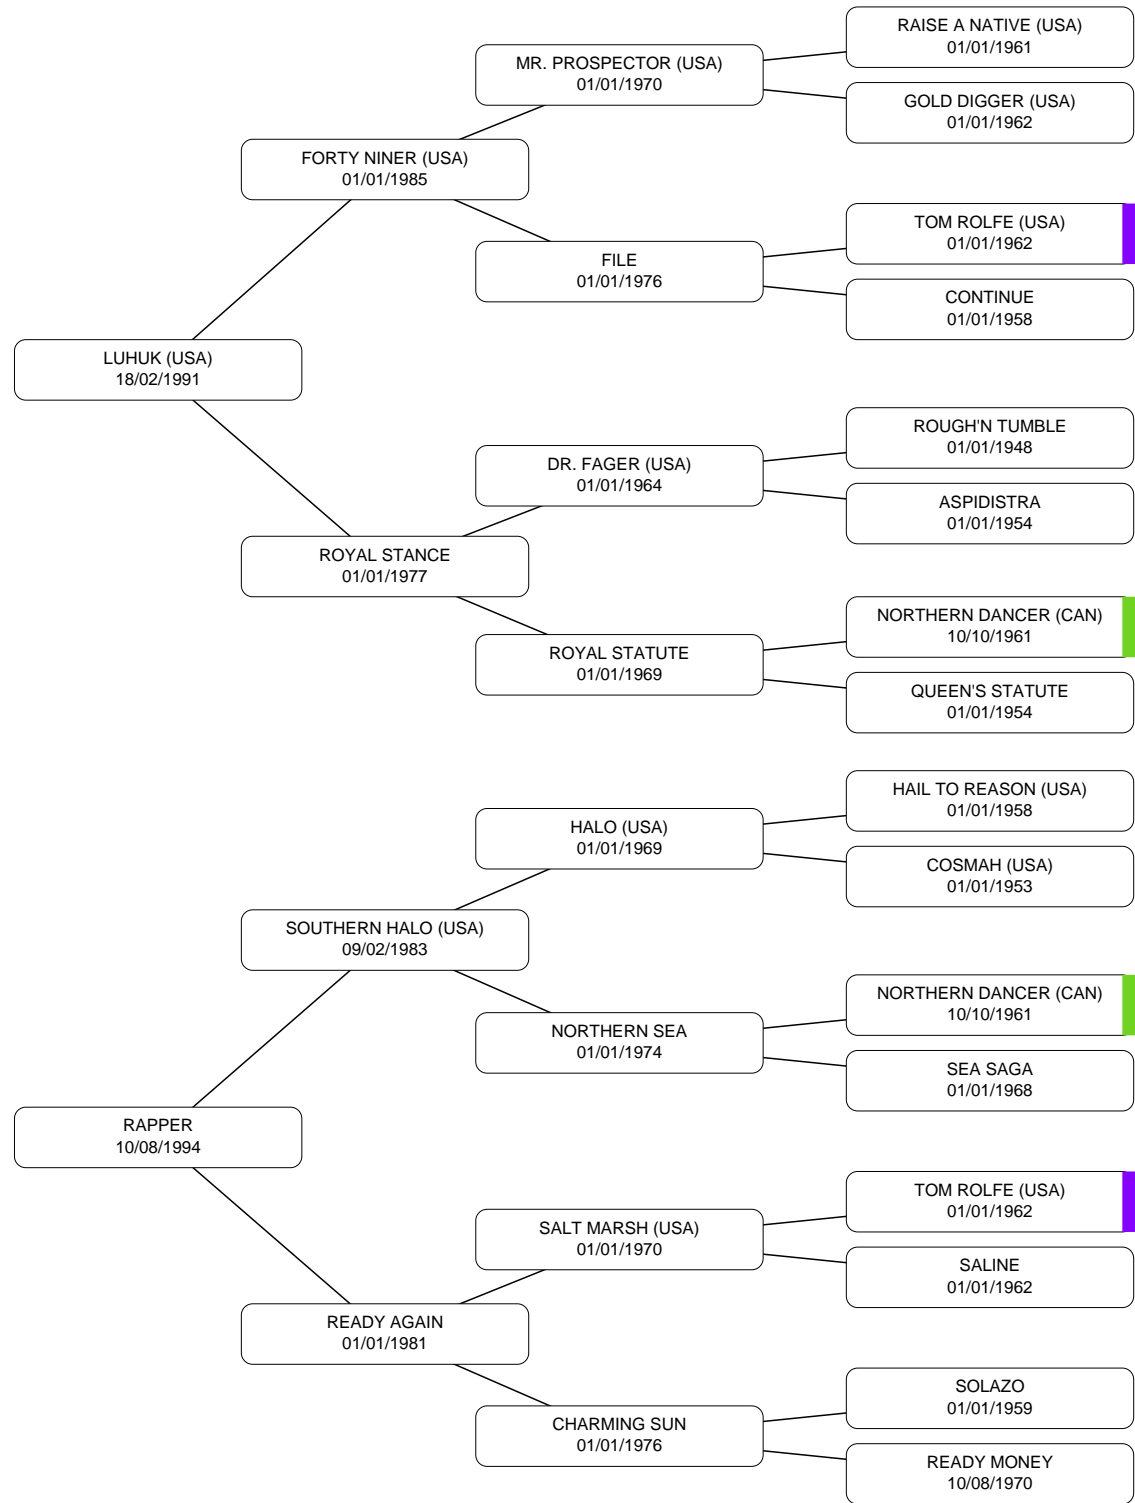 RAISE A NATIVE (USA)
01/01/1961
MR. PROSPECTOR (USA)
01/01/1970
GOLD DIGGER (USA)
01/01/1962
FORTY NINER (USA)
01/01/1985
TOM ROLFE (USA)
01/01/1962
FILE
01/01/1976
CONTINUE
01/01/1958
LUHUK (USA)
18/02/1991
ROUGH'N TUMBLE
01/01/1948
DR. FAGER (USA)
01/01/1964
ASPIDISTRA
01/01/1954
ROYAL STANCE
01/01/1977
NORTHERN DANCER (CAN)
10/10/1961
ROYAL STATUTE
01/01/1969
QUEEN'S STATUTE
01/01/1954
HAIL TO REASON (USA)
01/01/1958
HALO (USA)
01/01/1969
COSMAH (USA)
01/01/1953
SOUTHERN HALO (USA)
09/02/1983
NORTHERN DANCER (CAN)
10/10/1961
NORTHERN SEA
01/01/1974
SEA SAGA
01/01/1968
RAPPER
10/08/1994
TOM ROLFE (USA)
01/01/1962
SALT MARSH (USA)
01/01/1970
SALINE
01/01/1962
READY AGAIN
01/01/1981
SOLAZO
01/01/1959
CHARMING SUN
01/01/1976
READY MONEY
10/08/1970